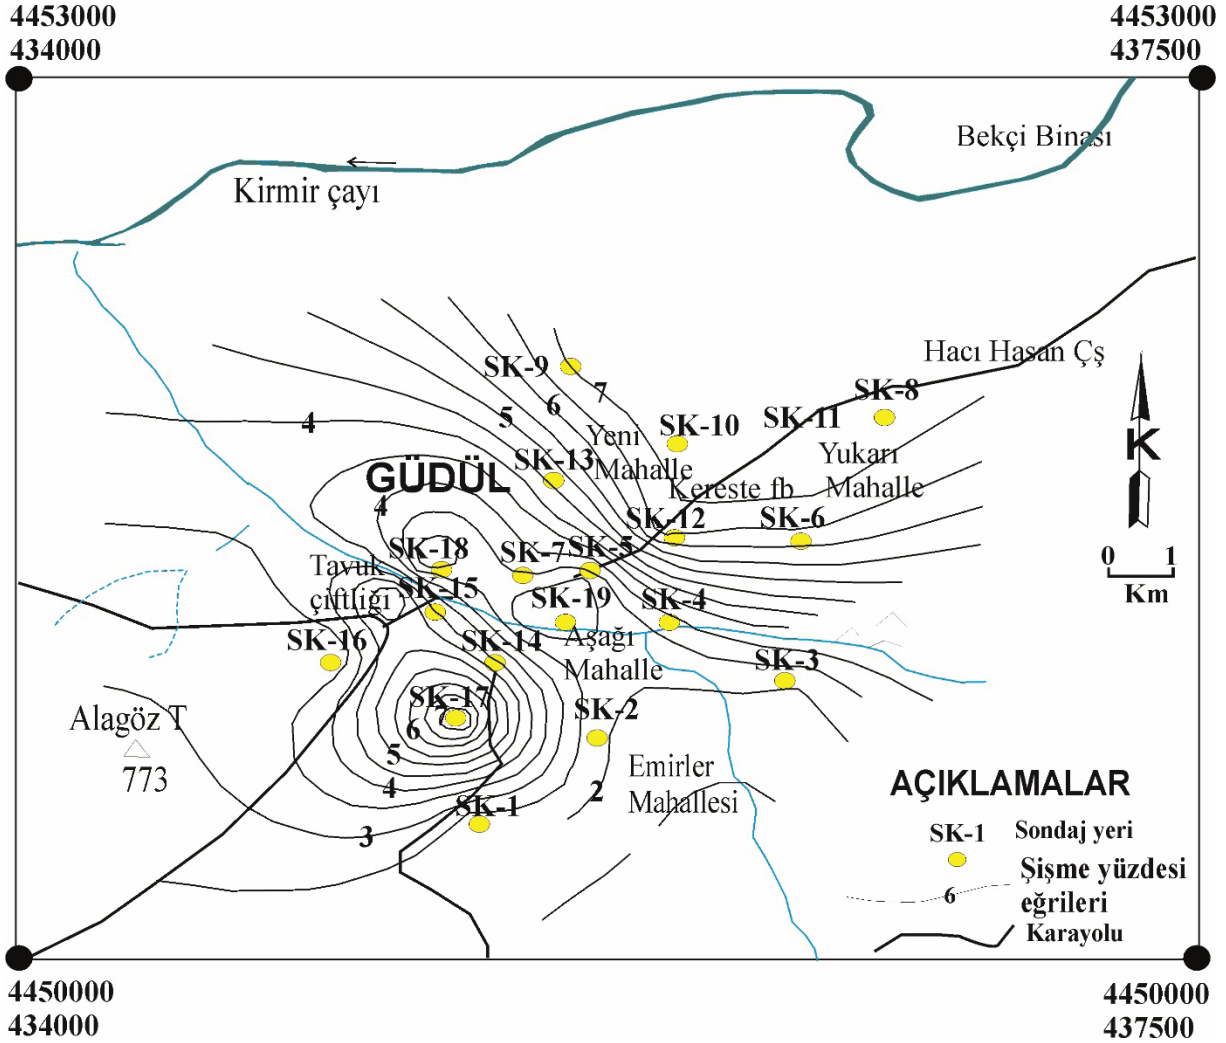 4453000
434000
4453000
437500
Bekçi Binası
Kirmir çayı
Hacı Hasan Çş
SK-9
7
6
SK-8
5
SK-11
4
SK-10
Yeni
Mahalle
Yukarı
Mahalle
K
SK-13
GÜDÜL
Kereste fb
4
SK-12
SK-6
SK-18
SK-7
SK-5
0 1
Km
Tavuk
çiftliği
SK-15
SK-19
SK-4
SK-16
SK-14
Aşağı
Mahalle
SK-3
SK-17
7
6
SK-2
Alagöz T
773
5
4
2
Emirler
Mahallesi
SK-1
3
AÇIKLAMALAR
SK-1 Sondaj yeri
Şişme yüzdesi
eğrileri
6
Karayolu
4450000
434000
4450000
437500